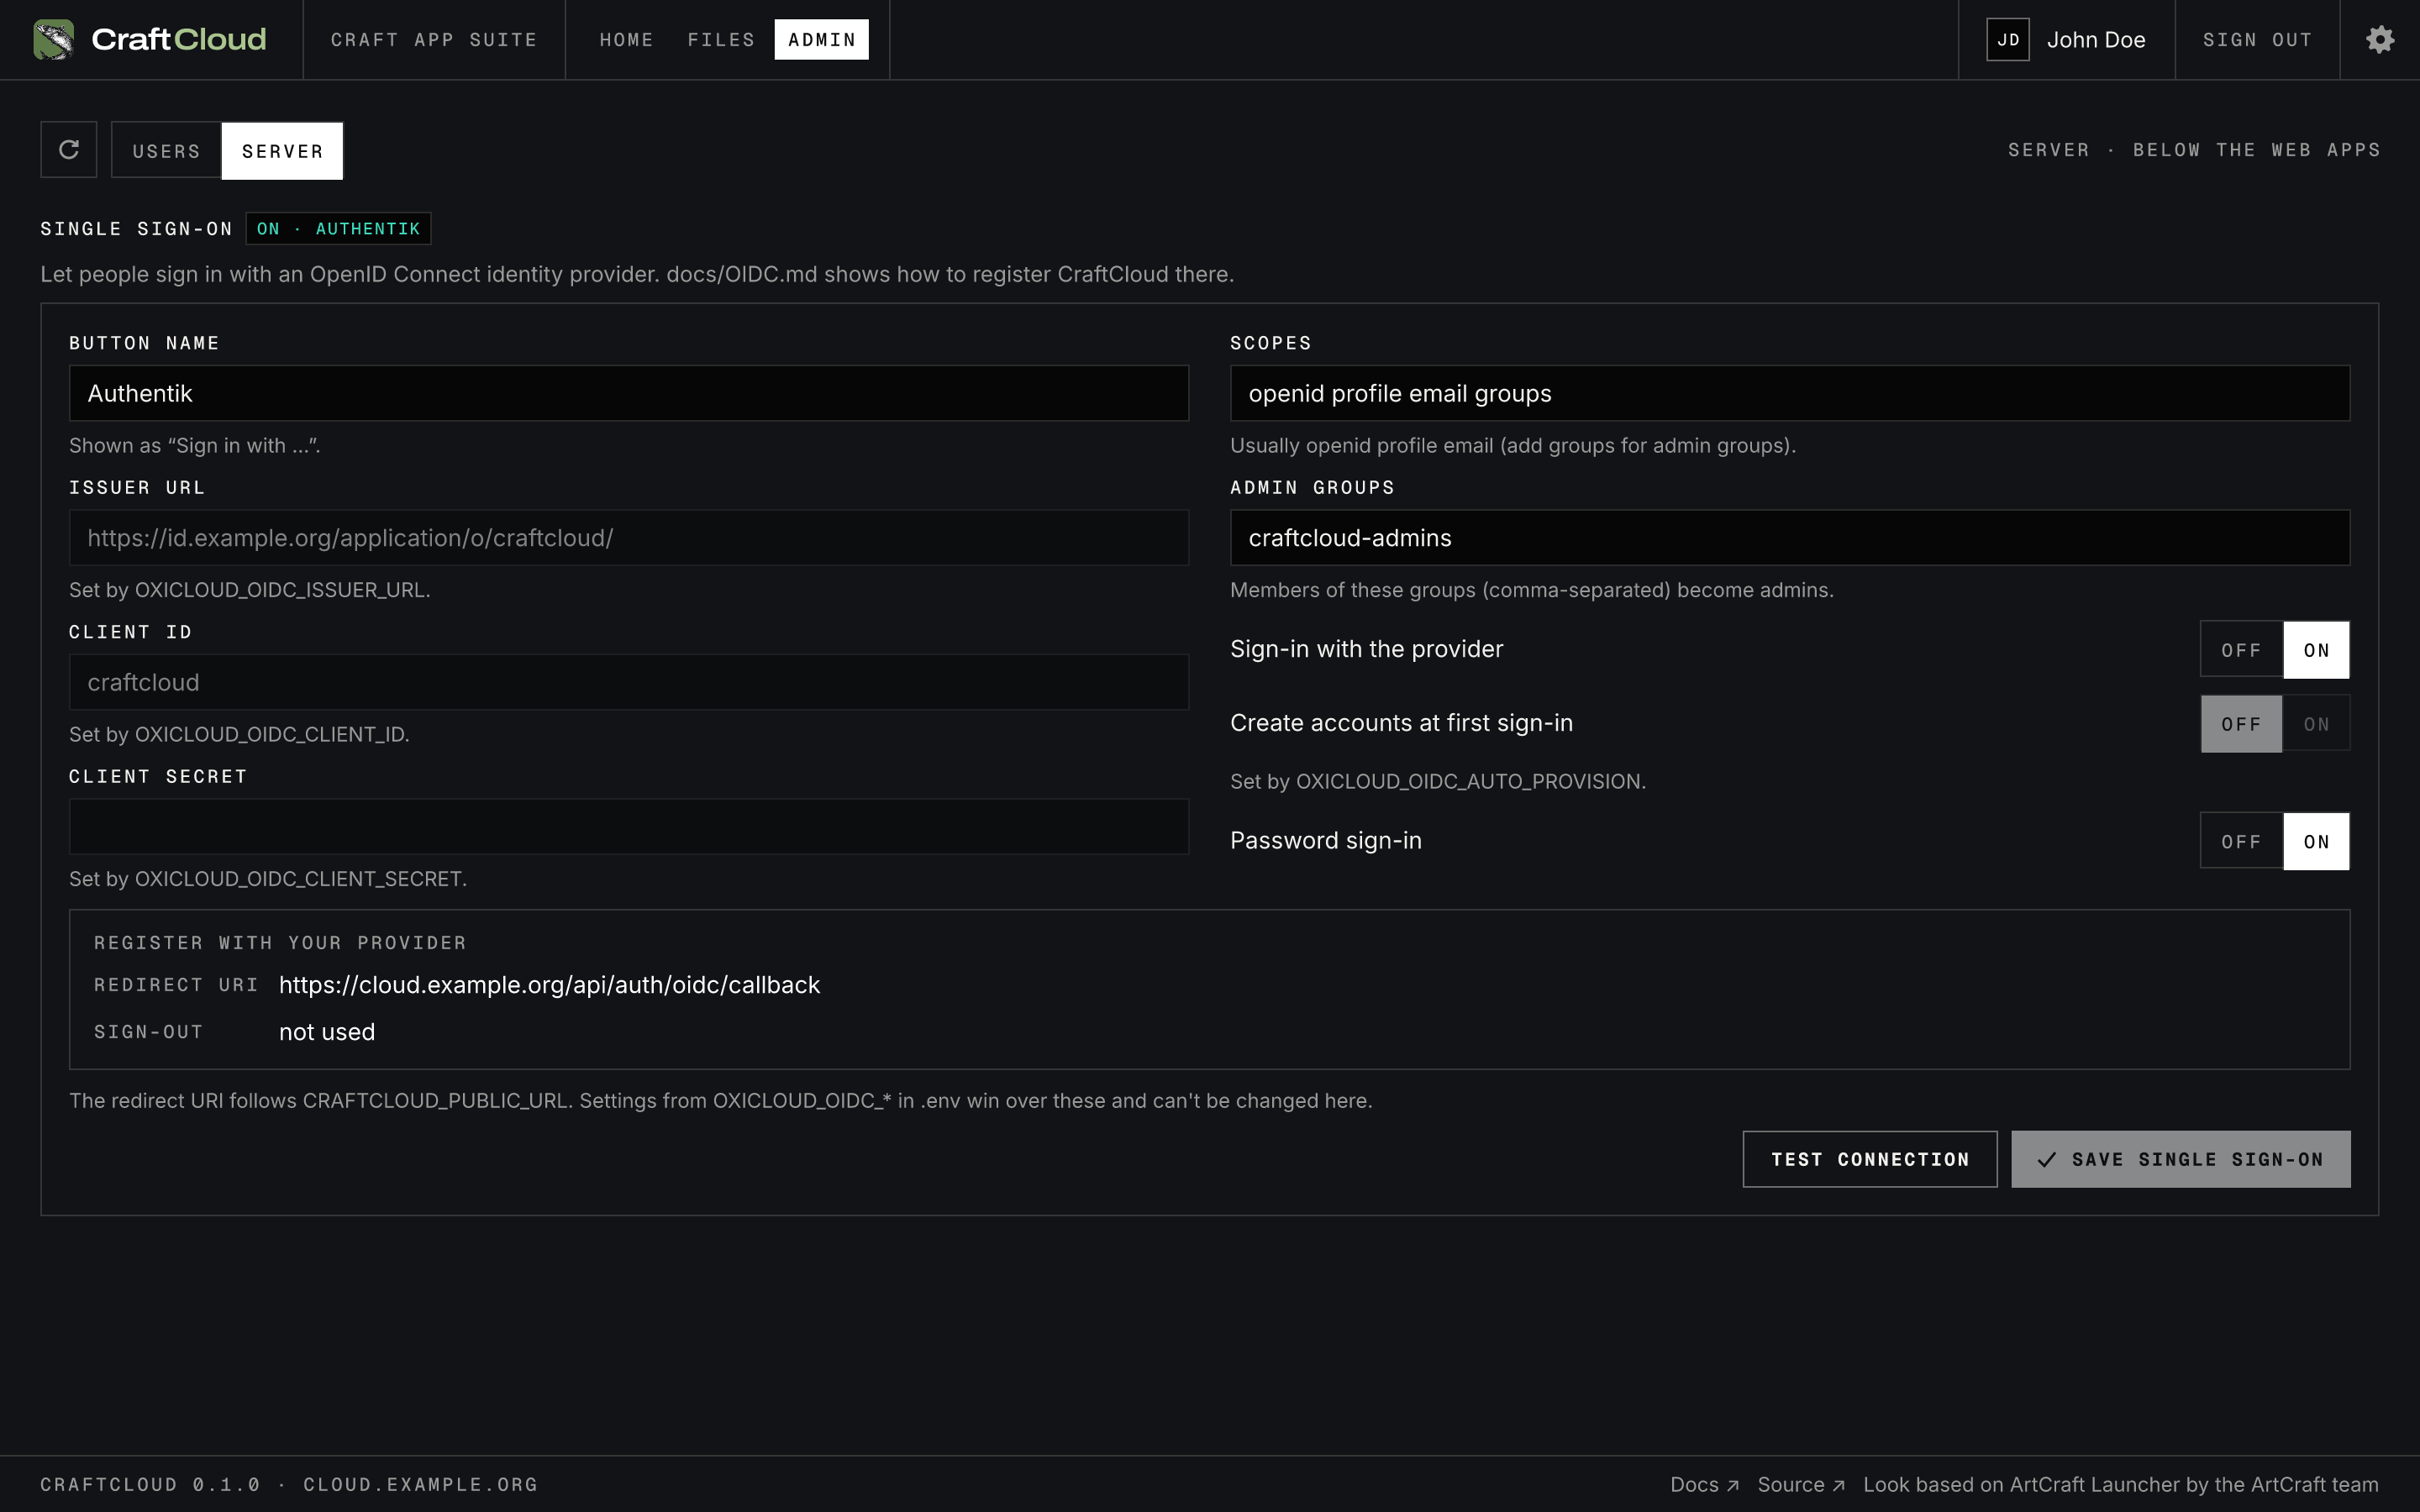 CraftCloud
CRAFT APP SUITE
HOME FILES ADMIN
JD John Doe
SIGN OUT
USERS SERVER
SERVER · BELOW THE WEB APPS
SINGLE SIGN-ON ON · AUTHENTIK
Let people sign in with an OpenID Connect identity provider. docs/OIDC.md shows how to register CraftCloud there.
BUTTON NAME
Authentik
Shown as “Sign in with ...”.
ISSUER URL
https://id.example.org/application/o/craftcloud/
Set by OXICLOUD_OIDC_ISSUER_URL.
CLIENT ID
craftcloud
Set by OXICLOUD_OIDC_CLIENT_ID.
CLIENT SECRET
Set by OXICLOUD_OIDC_CLIENT_SECRET.
SCOPES
openid profile email groups
Usually openid profile email (add groups for admin groups).
ADMIN GROUPS
craftcloud-admins
Members of these groups (comma-separated) become admins.
Sign-in with the provider OFF ON
Create accounts at first sign-in OFF ON
Set by OXICLOUD_OIDC_AUTO_PROVISION.
Password sign-in OFF ON
REGISTER WITH YOUR PROVIDER
REDIRECT URI https://cloud.example.org/api/auth/oidc/callback
SIGN-OUT not used
The redirect URI follows CRAFTCLOUD_PUBLIC_URL. Settings from OXICLOUD_OIDC_* in .env win over these and can't be changed here.
TEST CONNECTION SAVE SINGLE SIGN-ON
CRAFTCLOUD 0.1.0 · CLOUD.EXAMPLE.ORG
Docs ↗ Source ↗ Look based on ArtCraft Launcher by the ArtCraft team